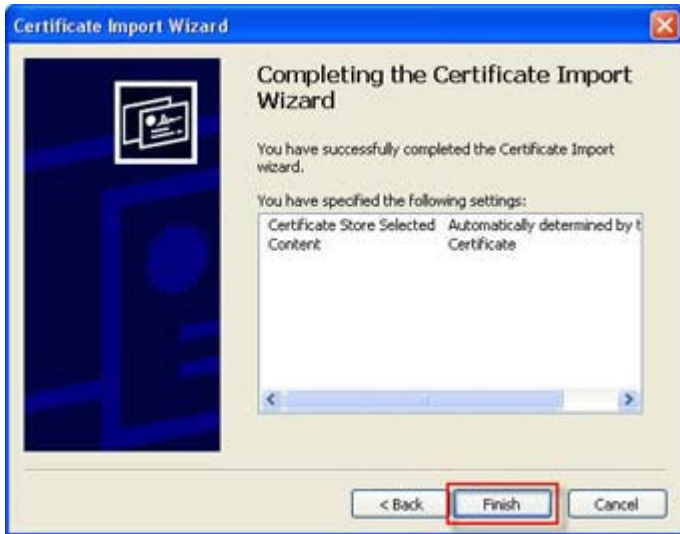 Certificate Import Wizard
Completing the Certificate Import
Wizard
You have successfully completed the Certificate Import
wizard.
You have specified the following settings:
Certificate Store Selected Automatically determined by t
Content Certificate
< Back Finish Cancel